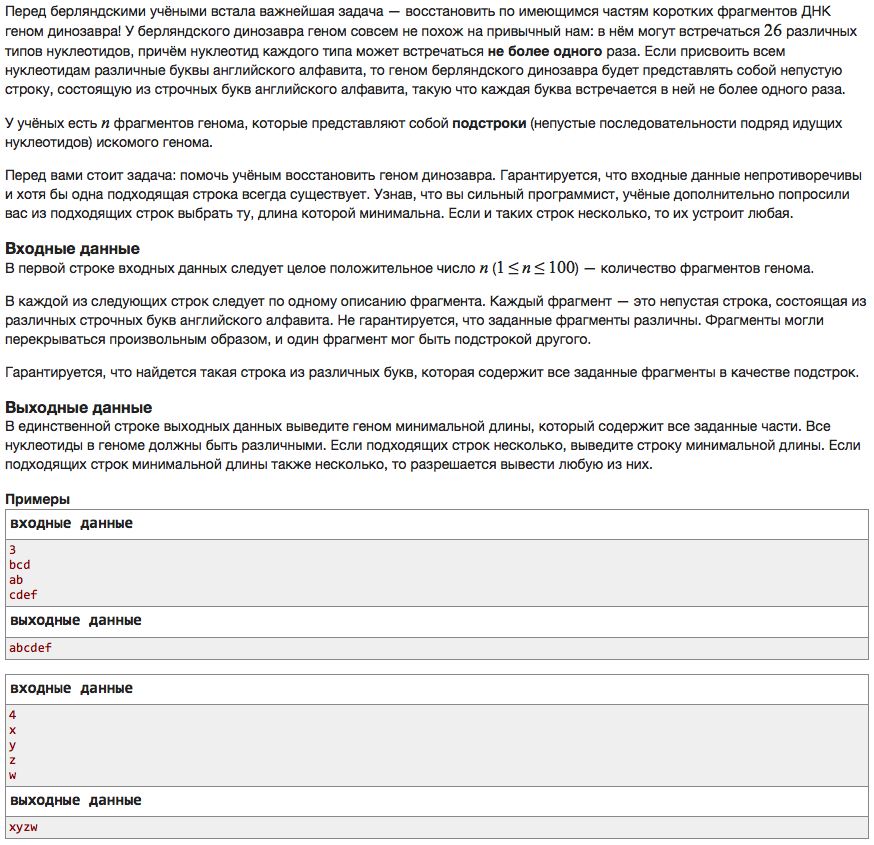 Перед берляндскими учёными встала важнейшая задача — восстановить по имеющимся частям коротких фрагментов ДНК
геном динозавра! У берляндского динозавра геном совсем не похож на привычный нам: в нём могут встречаться 26 различных
типов нуклеотидов, причём нуклеотид каждого типа может встречаться не более одного раза. Если присвоить всем
нуклеотидам различные буквы английского алфавита, то геном берляндского динозавра будет представлять собой непустую
строку, состоящую из строчных букв английского алфавита, такую что каждая буква встречается в ней не более одного раза.
У учёных есть n фрагментов генома, которые представляют собой подстроки (непустые последовательности подряд идущих
нуклеотидов) искомого генома.
Перед вами стоит задача: помочь учёным восстановить геном динозавра. Гарантируется, что входные данные непротиворечивы
и хотя бы одна подходящая строка всегда существует. Узнав, что вы сильный программист, учёные дополнительно попросили
вас из подходящих строк выбрать ту, длина которой минимальна. Если и таких строк несколько, то их устроит любая.
Входные данные
В первой строке входных данных следует целое положительное число n (1 ≤ n ≤ 100) — количество фрагментов генома.
В каждой из следующих строк следует по одному описанию фрагмента. Каждый фрагмент — это непустая строка, состоящая из
различных строчных букв английского алфавита. Не гарантируется, что заданные фрагменты различны. Фрагменты могли
перекрываться произвольным образом, и один фрагмент мог быть подстрокой другого.
Гарантируется, что найдется такая строка из различных букв, которая содержит все заданные фрагменты в качестве подстрок.
Выходные данные
В единственной строке выходных данных выведите геном минимальной длины, который содержит все заданные части. Все
нуклеотиды в геноме должны быть различными. Если подходящих строк несколько, выведите строку минимальной длины. Если
подходящих строк минимальной длины также несколько, то разрешается вывести любую из них.
Примеры
входные данные
3
bcd
ab
cdef
выходные данные
abcdef
входные данные
4
x
y
z
w
выходные данные
xyzw